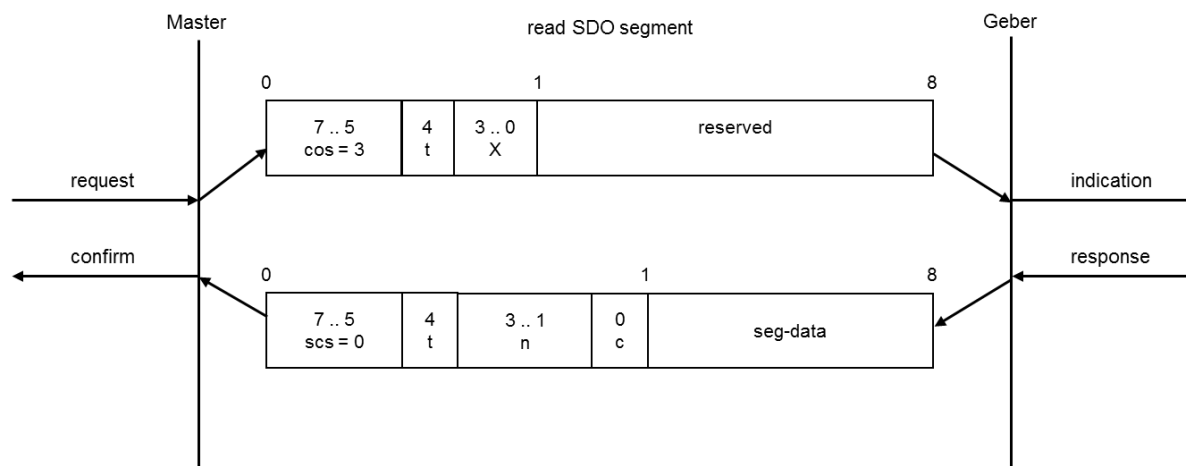 Master
read SDO segment
Geber
0 1 8
7 .. 5 4 3 .. 0 reserved
cos = 3 t X
request
indication
confirm
response
0 1 8
7 .. 5 4 3 .. 1 0 seg-data
scs = 0 t n c